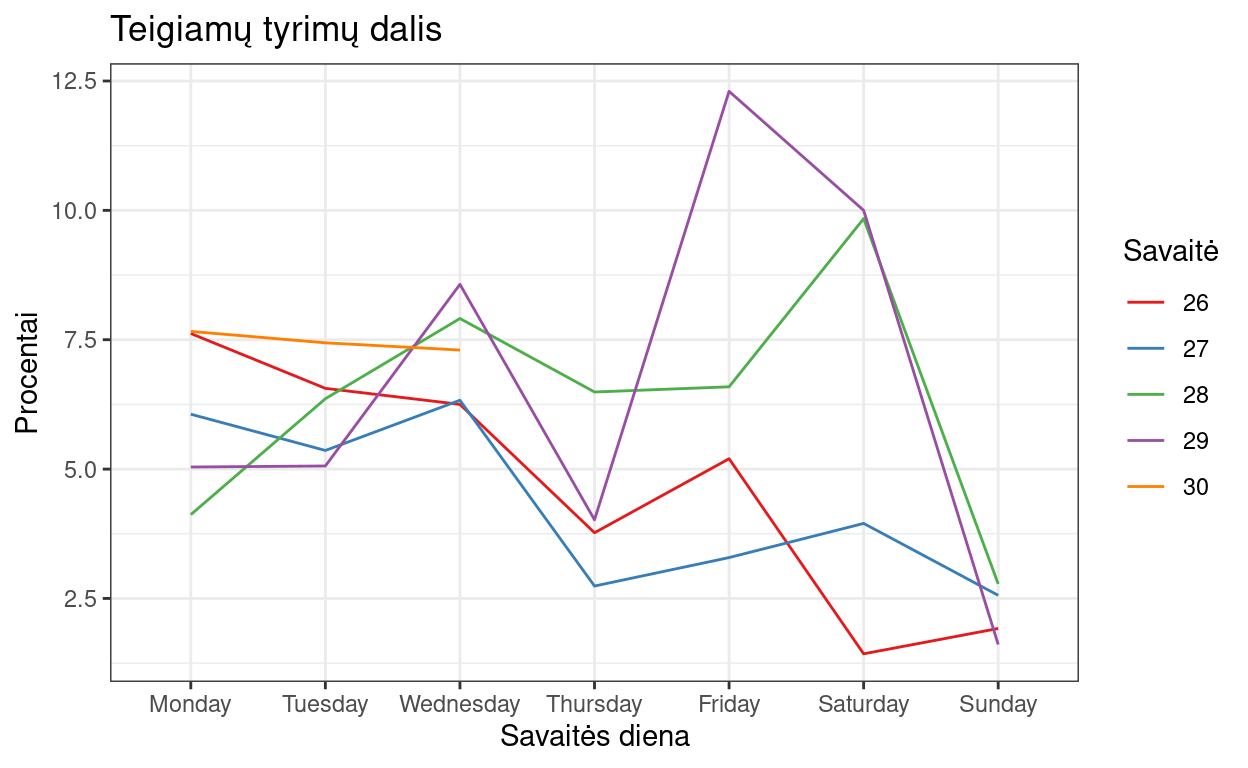 Teigiamų tyrimų dalis
Procentai
12.5
10.0
7.5
5.0
2.5
Monday Tuesday Wednesday Thursday Friday Saturday Sunday
Savaitės diena
Savaitė
26
27
28
29
30